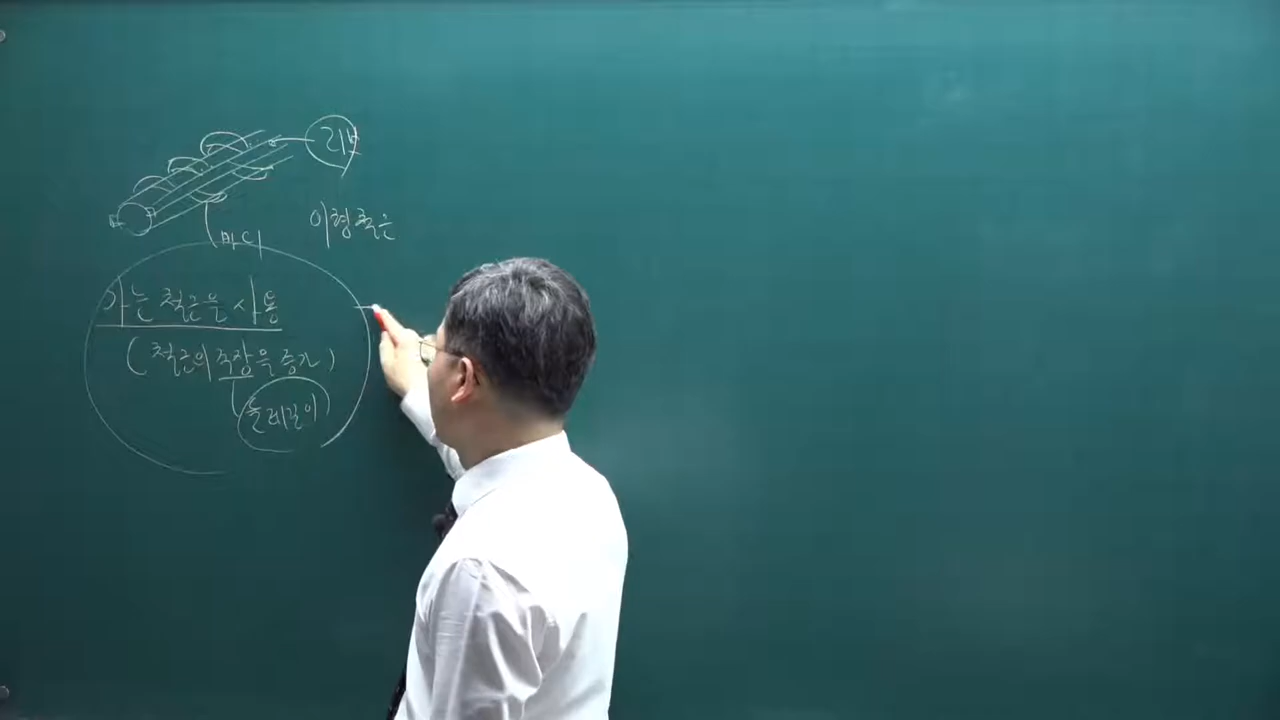 리브
이형철근
마디
가는 철근을 사용
(철근의 주장을 증가)
둘레길이